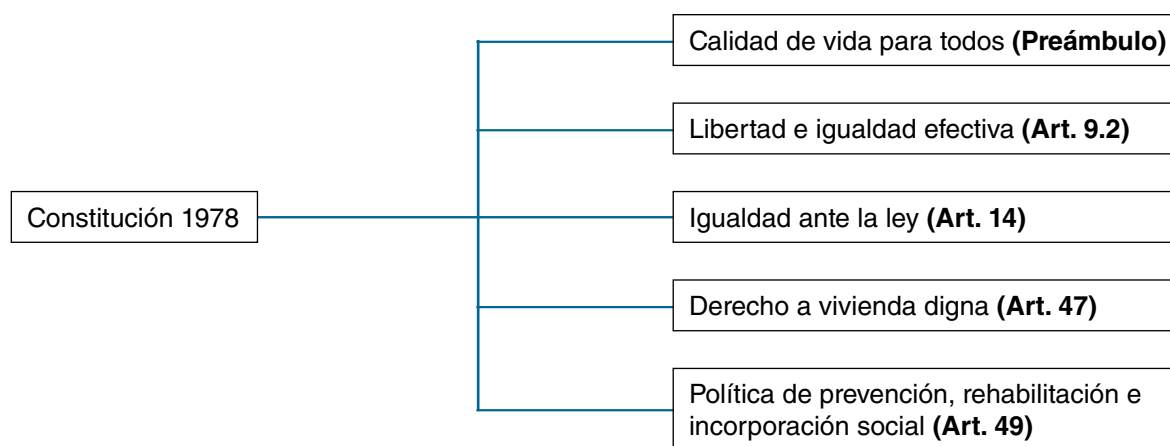 Calidad de vida para todos (Preámbulo)
Libertad e igualdad efectiva (Art. 9.2)
Constitución 1978
Igualdad ante la ley (Art. 14)
Derecho a vivienda digna (Art. 47)
Política de prevención, rehabilitación e
incorporación social (Art. 49)